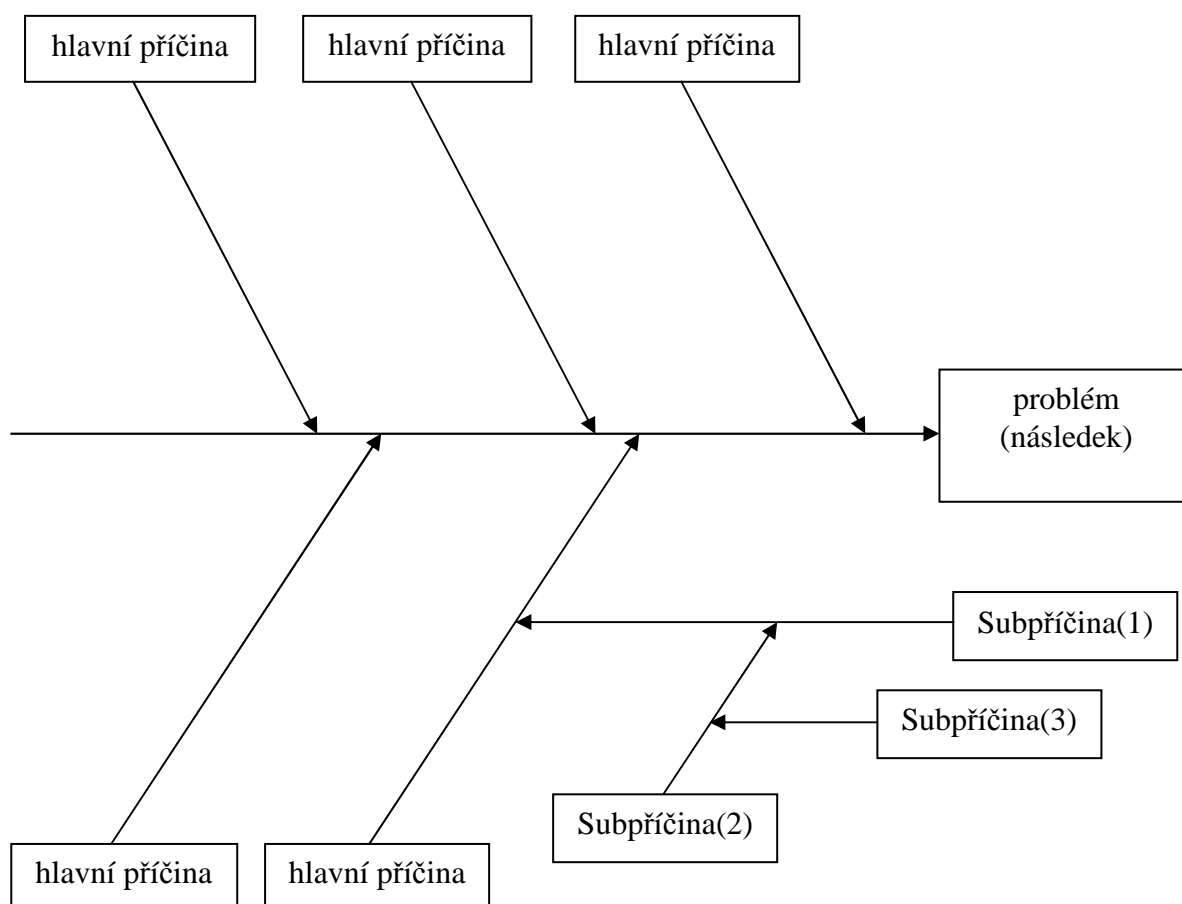 hlavní příčina
hlavní příčina
hlavní příčina
problém
(následek)
Subpříčina(1)
Subpříčina(3)
Subpříčina(2)
hlavní příčina
hlavní příčina